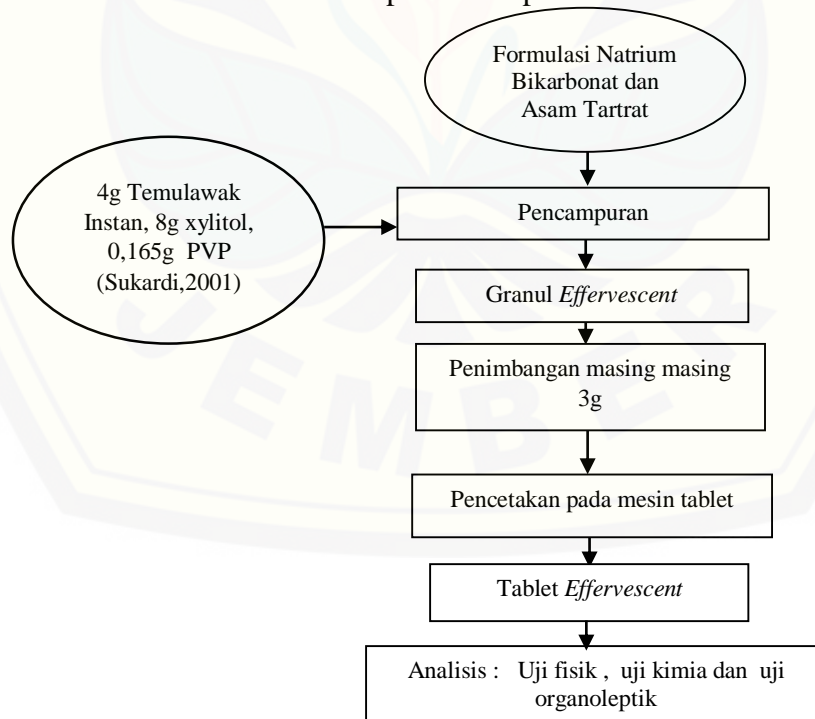 Formulasi Natrium
Bikarbonat dan
Asam Tartrat
4g Temulawak
Instan, 8g xylitol,
0,165g PVP
(Sukardi,2001)
Pencampuran
Granul Effervescent
Penimbangan masing masing
3g
Pencetakan pada mesin tablet
Tablet Effervescent
Analisis : Uji fisik , uji kimia dan uji
organoleptik
JEMBER